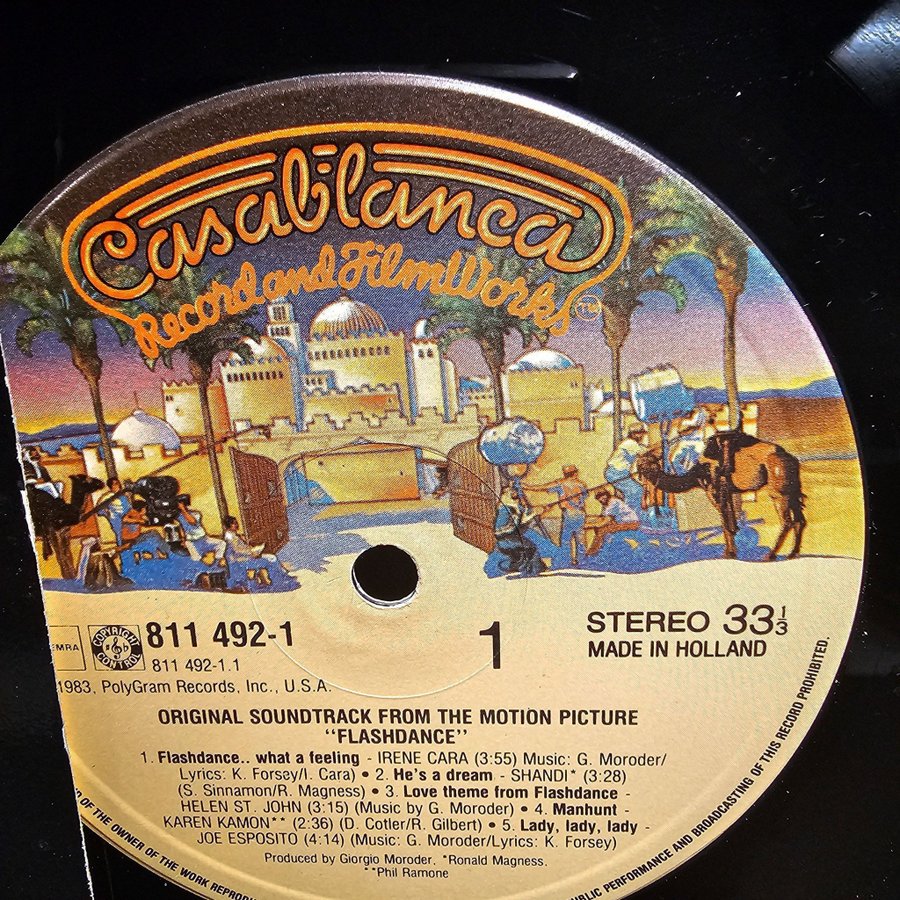 Casablanca
Record and FilmWorks
TM
EMRA
COPYRIGHT CONTROL
811 492-1
811 492-1.1
1983, PolyGram Records, Inc., U.S.A.
1
STEREO 33 1/3
MADE IN HOLLAND
ORIGINAL SOUNDTRACK FROM THE MOTION PICTURE
"FLASHDANCE"
1. Flashdance.. what a feeling - IRENE CARA (3:55) Music: G. Moroder/
Lyrics: K. Forsey/I. Cara) • 2. He's a dream - SHANDI* (3:28)
(S. Sinnamon/R. Magness) • 3. Love theme from Flashdance -
HELEN ST. JOHN (3:15) (Music by G. Moroder) • 4. Manhunt -
KAREN KAMON** (2:36) (D. Cotler/R. Gilbert) • 5. Lady, lady, lady -
JOE ESPOSITO (4:14) (Music: G. Moroder/Lyrics: K. Forsey)
Produced by Giorgio Moroder, *Ronald Magness.
**Phil Ramone
OF THE OWNER OF THE WORK REPROD
PUBLIC PERFORMANCE AND BROADCASTING OF THIS RECORD PROHIBITED.